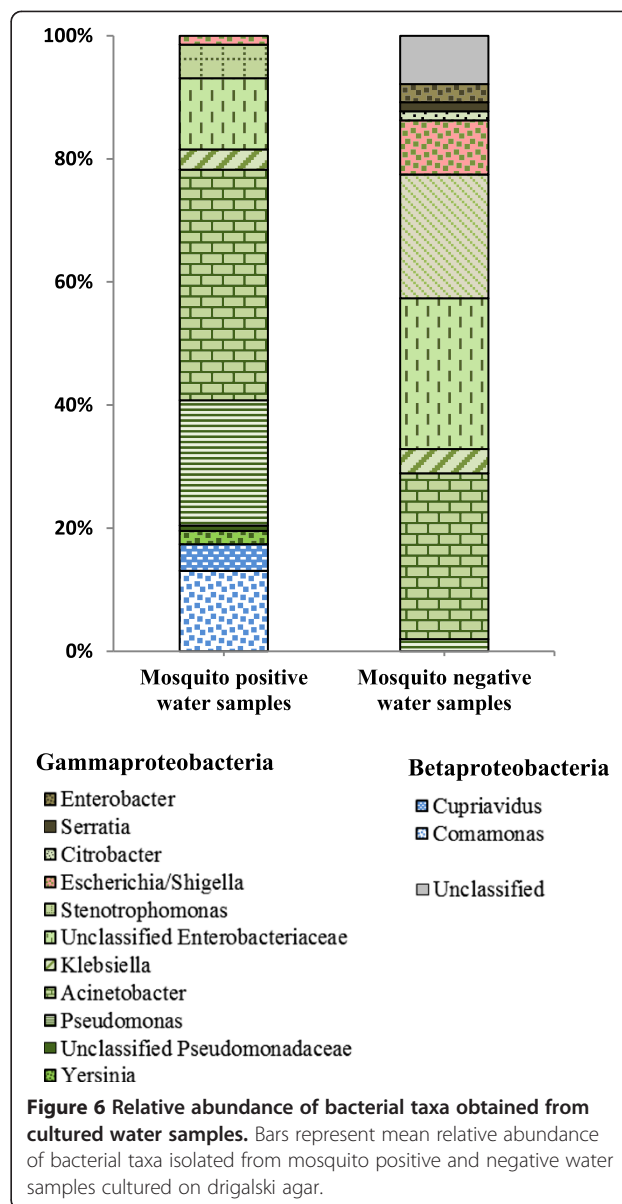 100%
80%
60%
40%
20%
0%
Mosquito positive water samples
Mosquito negative water samples
Gammaproteobacteria
Enterobacter
Serratia
Citrobacter
Escherichia/Shigella
Stenotrophomonas
Unclassified Enterobacteriaceae
Klebsiella
Acinetobacter
Pseudomonas
Unclassified Pseudomonadaceae
Yersinia
Betaproteobacteria
Cupriavidus
Comamonas
Unclassified
Figure 6 Relative abundance of bacterial taxa obtained from
cultured water samples. Bars represent mean relative abundance
of bacterial taxa isolated from mosquito positive and negative water
samples cultured on drigalski agar.